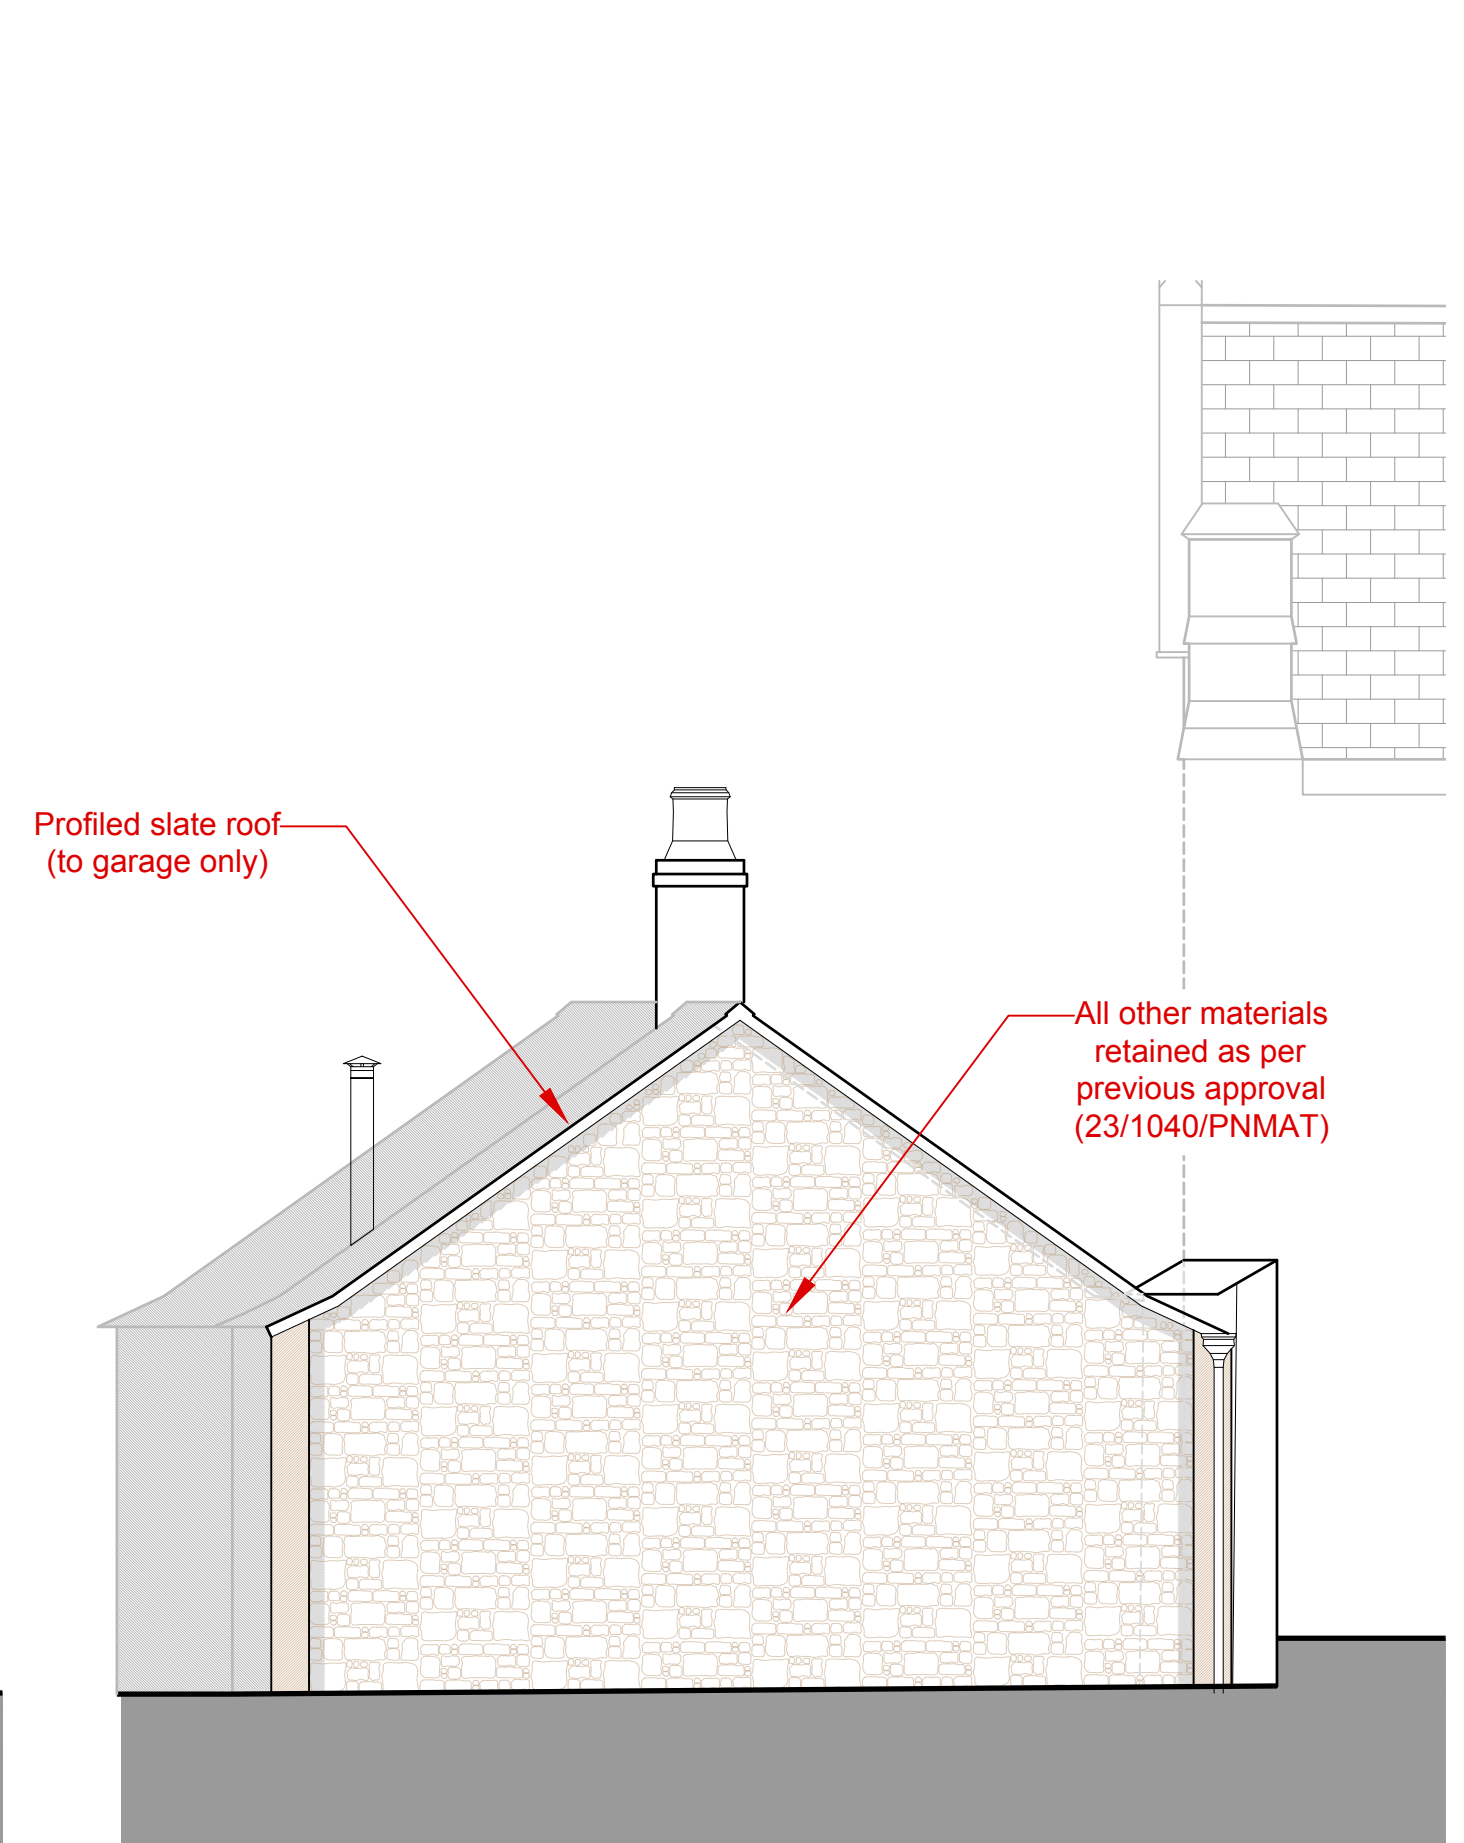 Profiled slate roof
(to garage only)
All other materials
retained as per
previous approval
(23/1040/PNMAT)